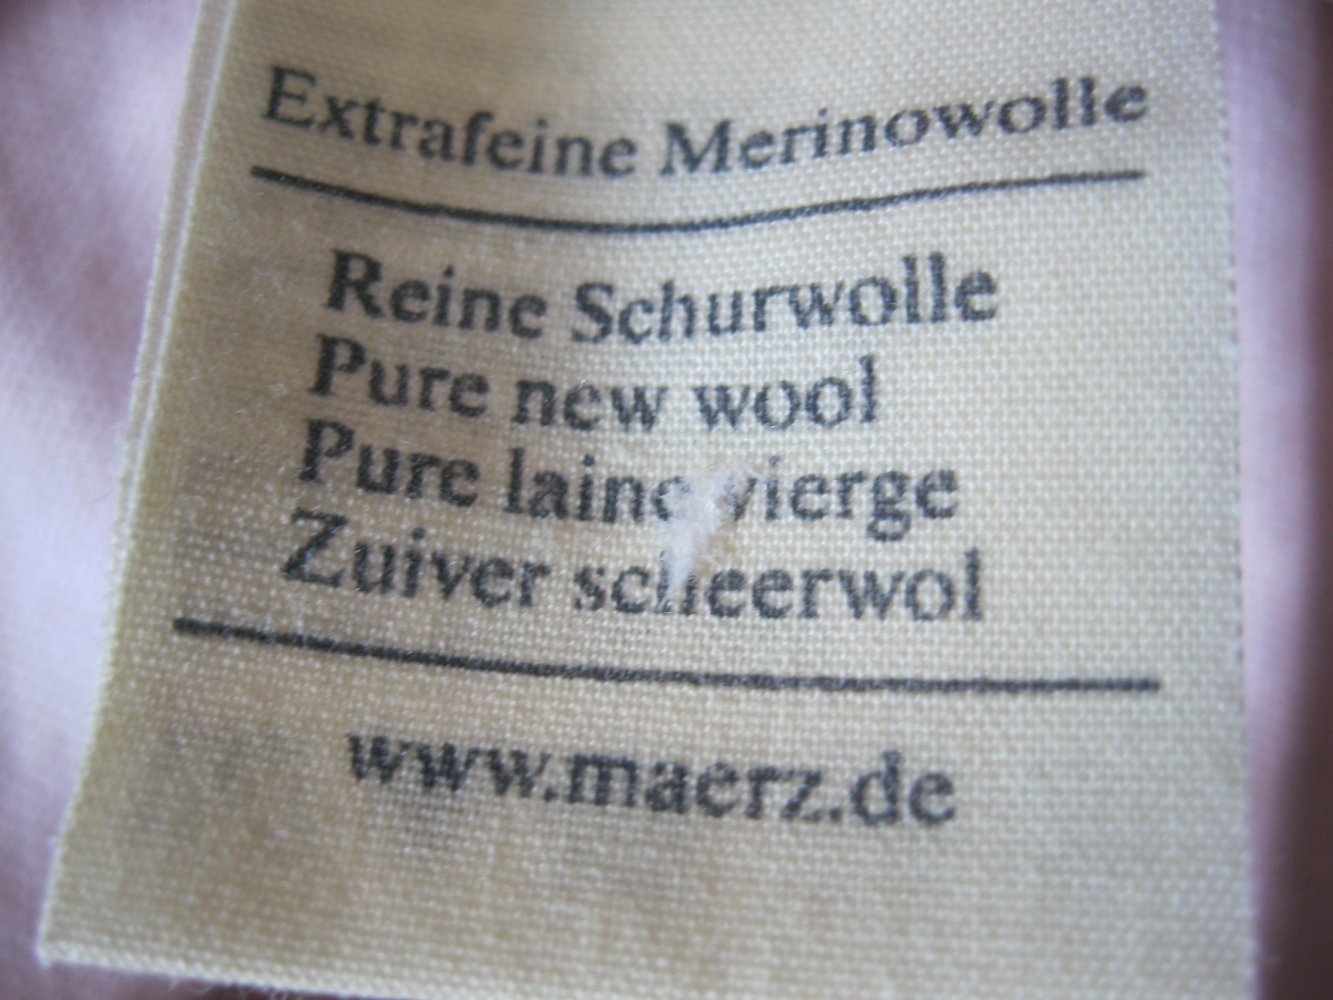 Extrafeine Merinowolle
Reine Schurwolle
Pure new wool
Pure laine vierge
Zuiver scheerwol
www.maerz.de